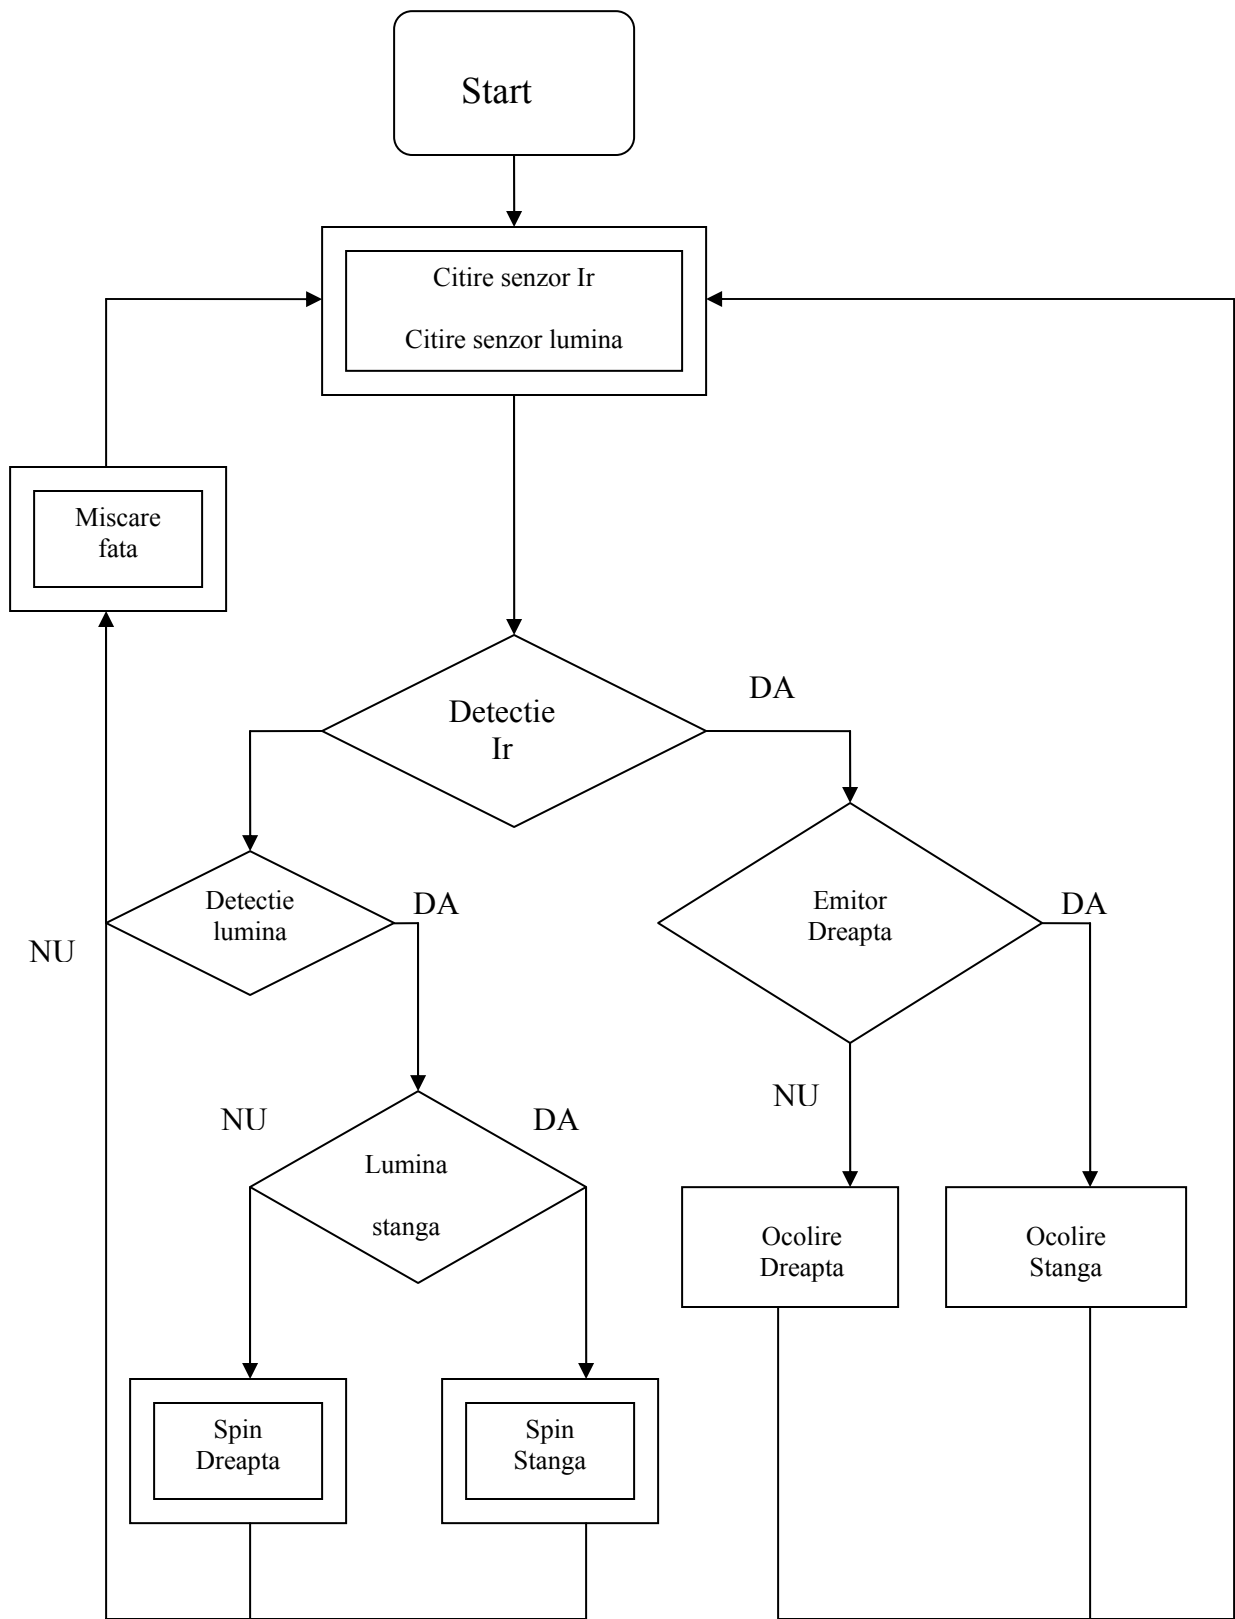 Start
Citire senzor Ir
Citire senzor lumina
Miscare
fata
DA
Detectie
Ir
Detectie
lumina
DA
NU
Emitor
Dreapta
DA
NU
NU
DA
Lumina
stanga
Ocolire
Dreapta
Ocolire
Stanga
Spin
Dreapta
Spin
Stanga